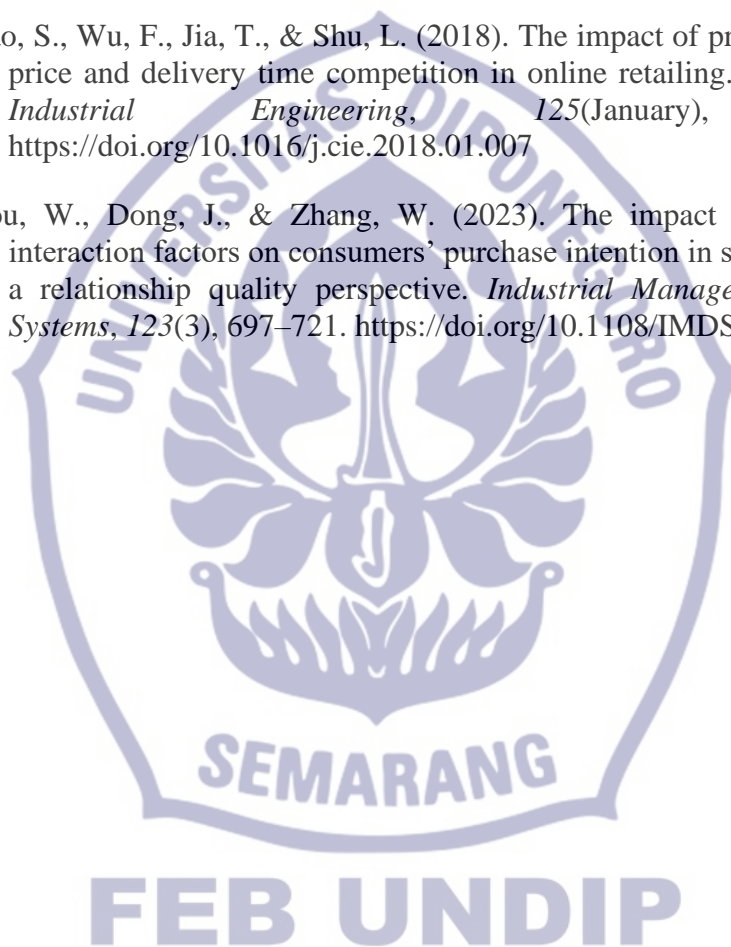 o, S., Wu, F., Jia, T., & Shu, L. (2018). The impact of pr
price and delivery time competition in online retailing.
Industrial Engineering, 125(January),
https://doi.org/10.1016/j.cie.2018.01.007
ou, W., Dong, J., & Zhang, W. (2023). The impact
interaction factors on consumers’ purchase intention in s
a relationship quality perspective. Industrial Manage
Systems, 123(3), 697–721. https://doi.org/10.1108/IMDS
UNIVERSITAS DIPONEGORO
SEMARANG
FEB UNDIP